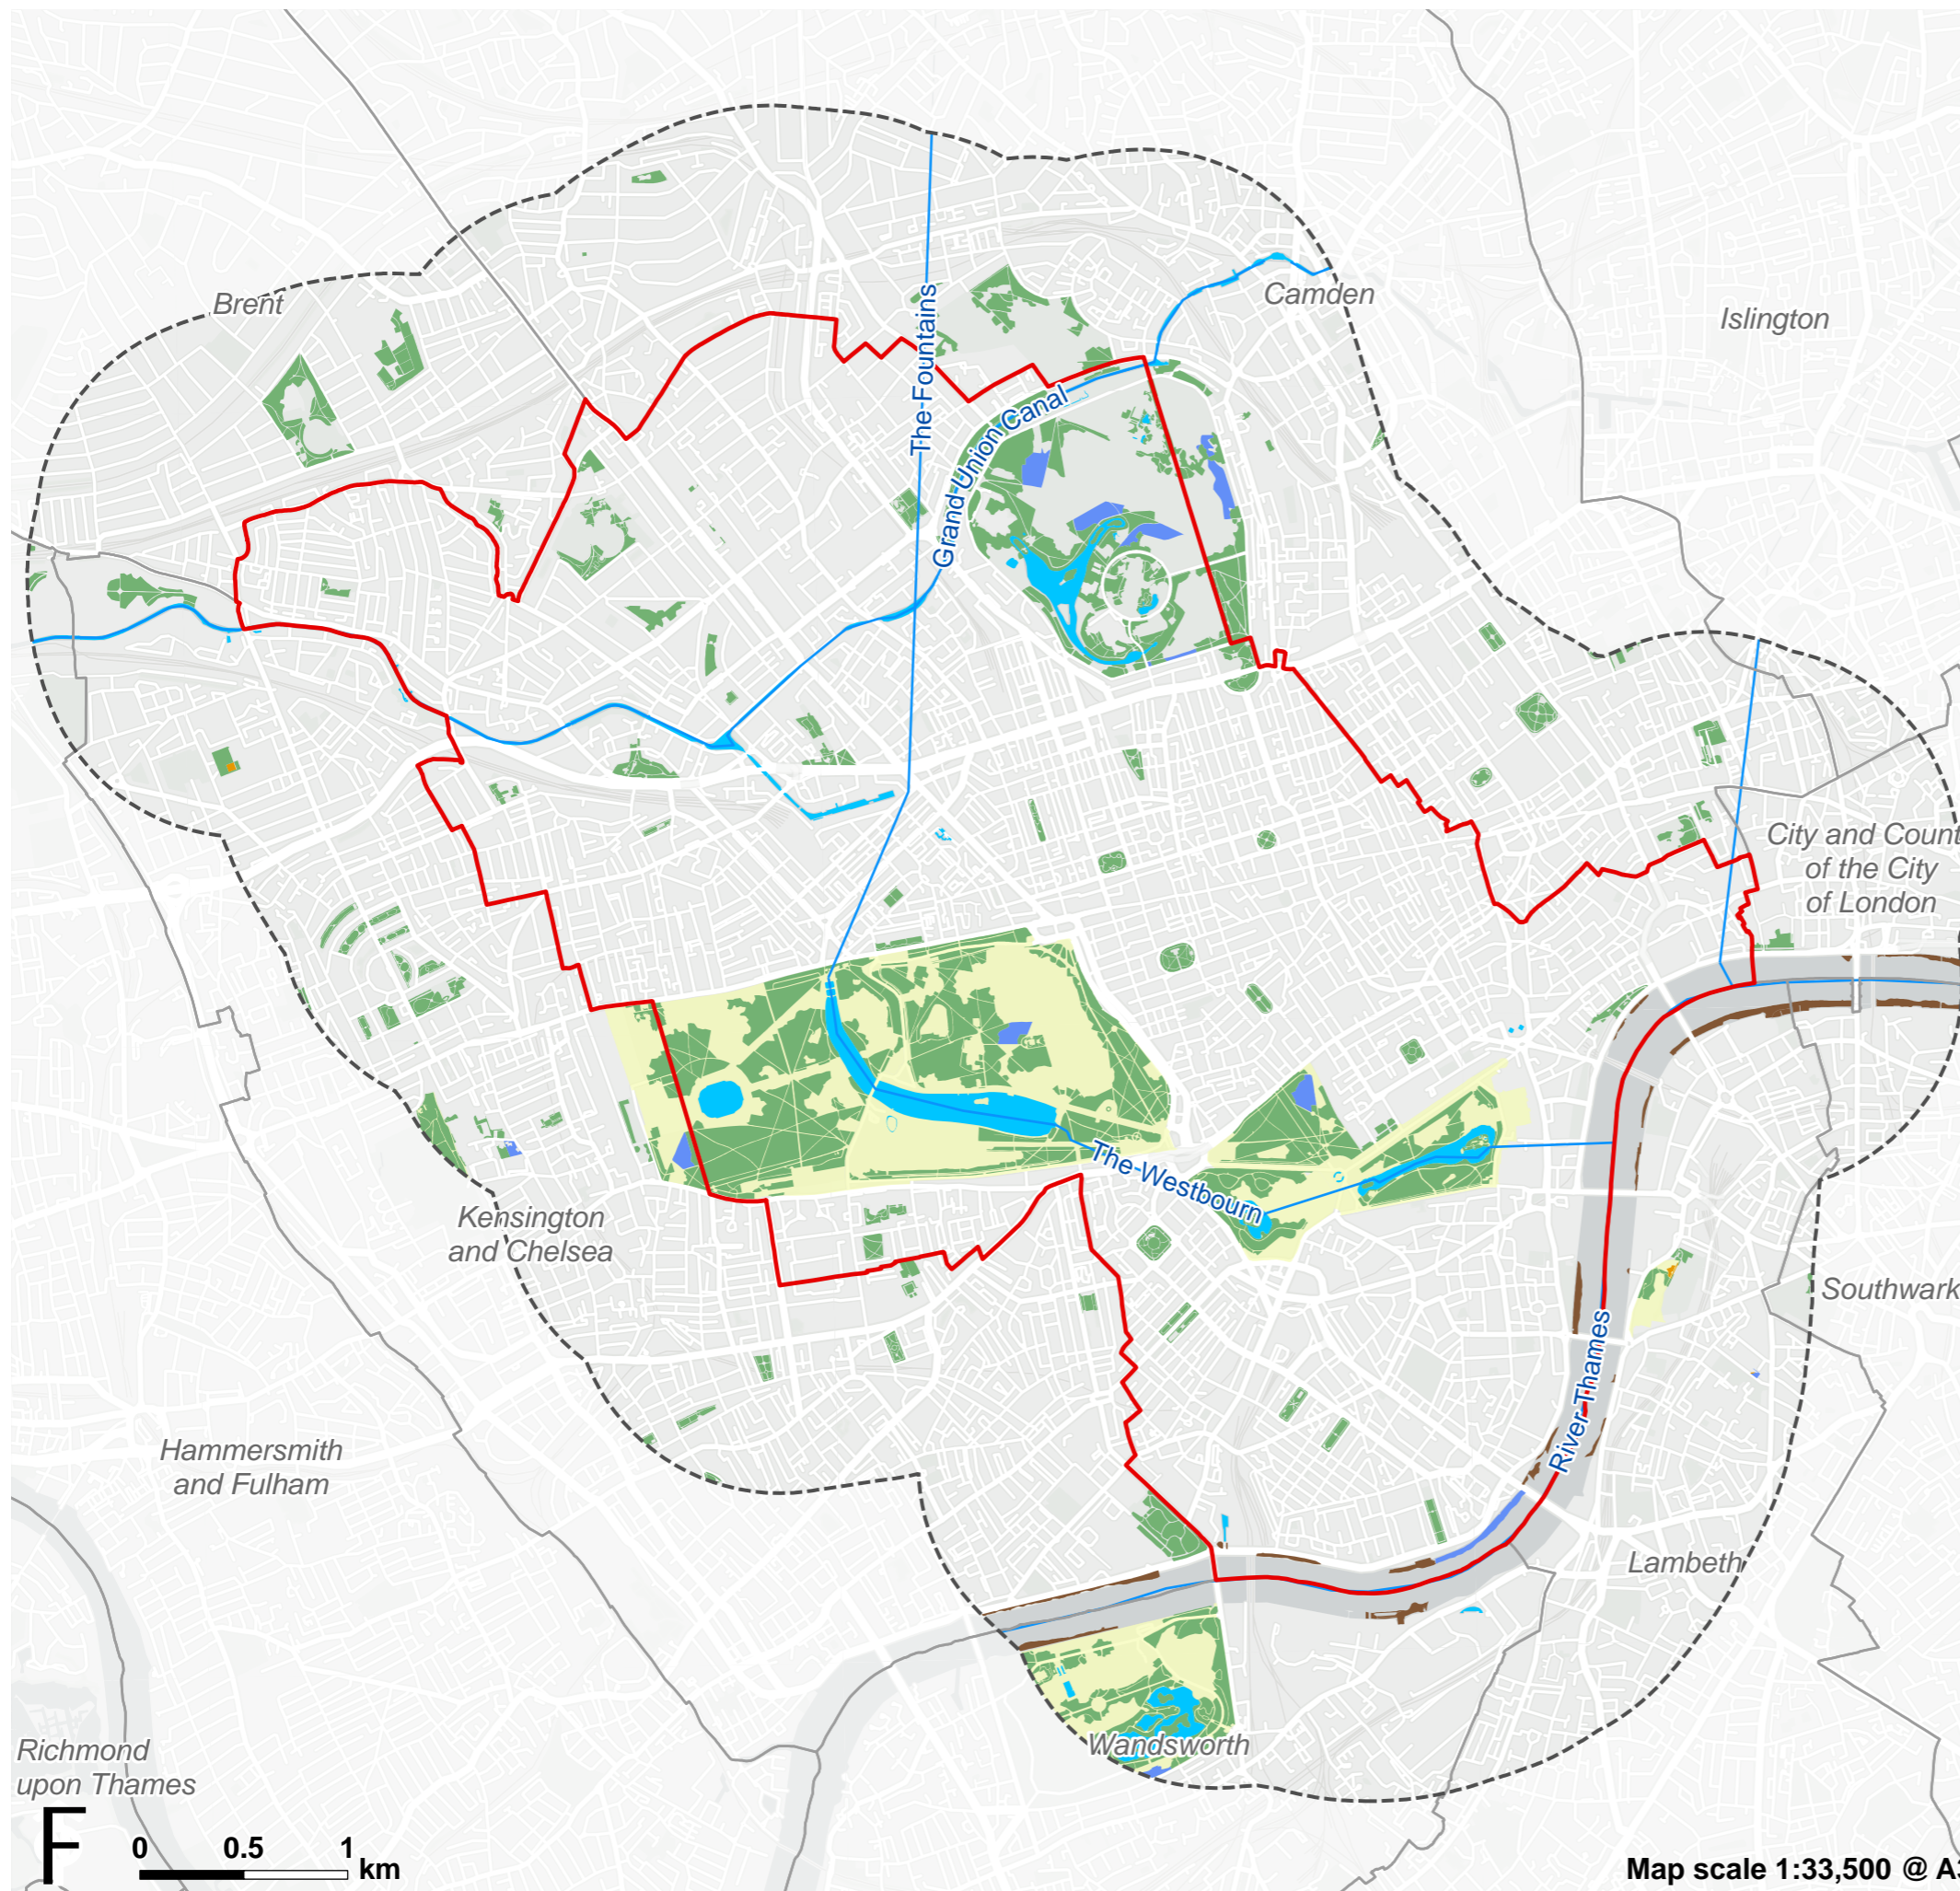 Brent
Camden
Islington
The Fountains
Grand Union Canal
City and Count
of the City
of London
The Westbourn
Kensington
and Chelsea
Southwark
River Thames
Hammersmith
and Fulham
Lambeth
Wandsworth
Richmond
upon Thames
F
0 0.5 1
km
Map scale 1:33,500 @ A3